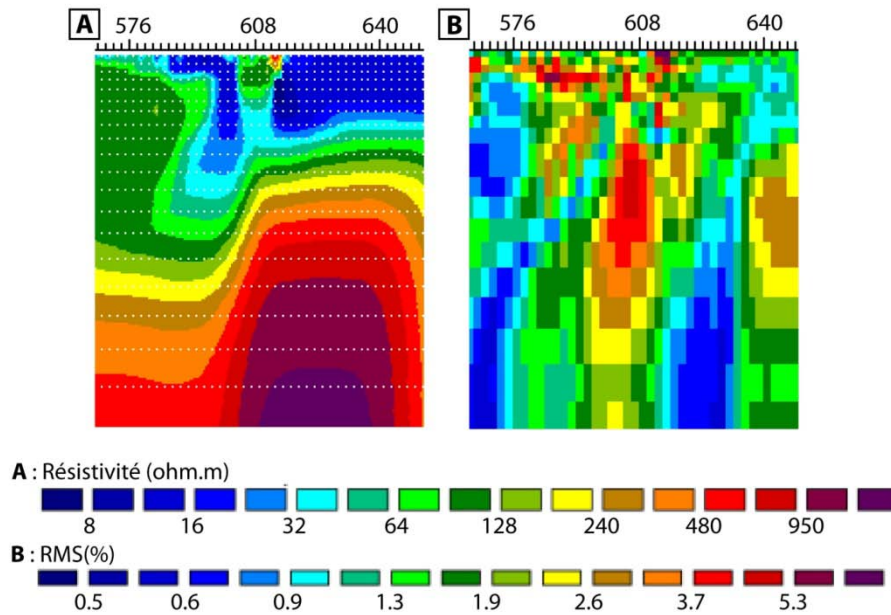 A 576 608 640 B 576 608 640
A : Résistivité (ohm.m)
8 16 32 64 128 240 480 950
B : RMS(%)
0.5 0.6 0.9 1.3 1.9 2.6 3.7 5.3